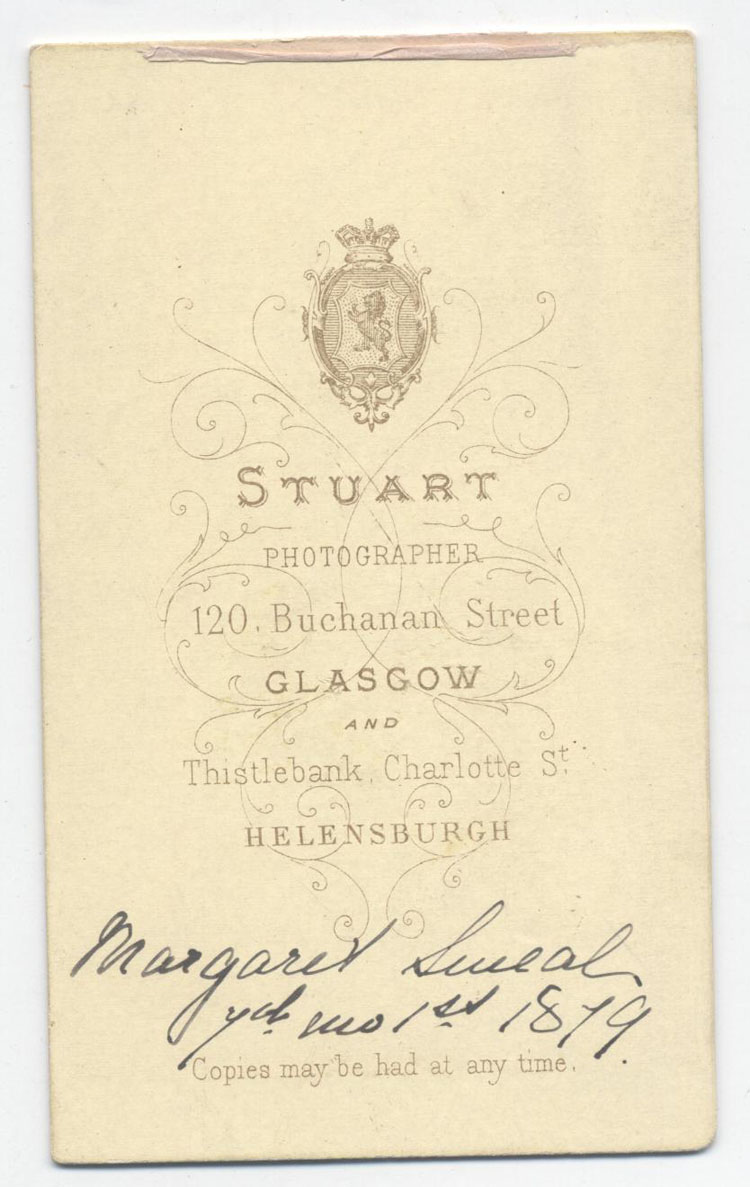 STUART
PHOTOGRAPHER
120, Buchanan Street
GLASGOW
AND
Thistlebank, Charlotte St.
HELENSBURGH
Margaret Smeal
7th mo 1st 1879.
Copies may be had at any time.